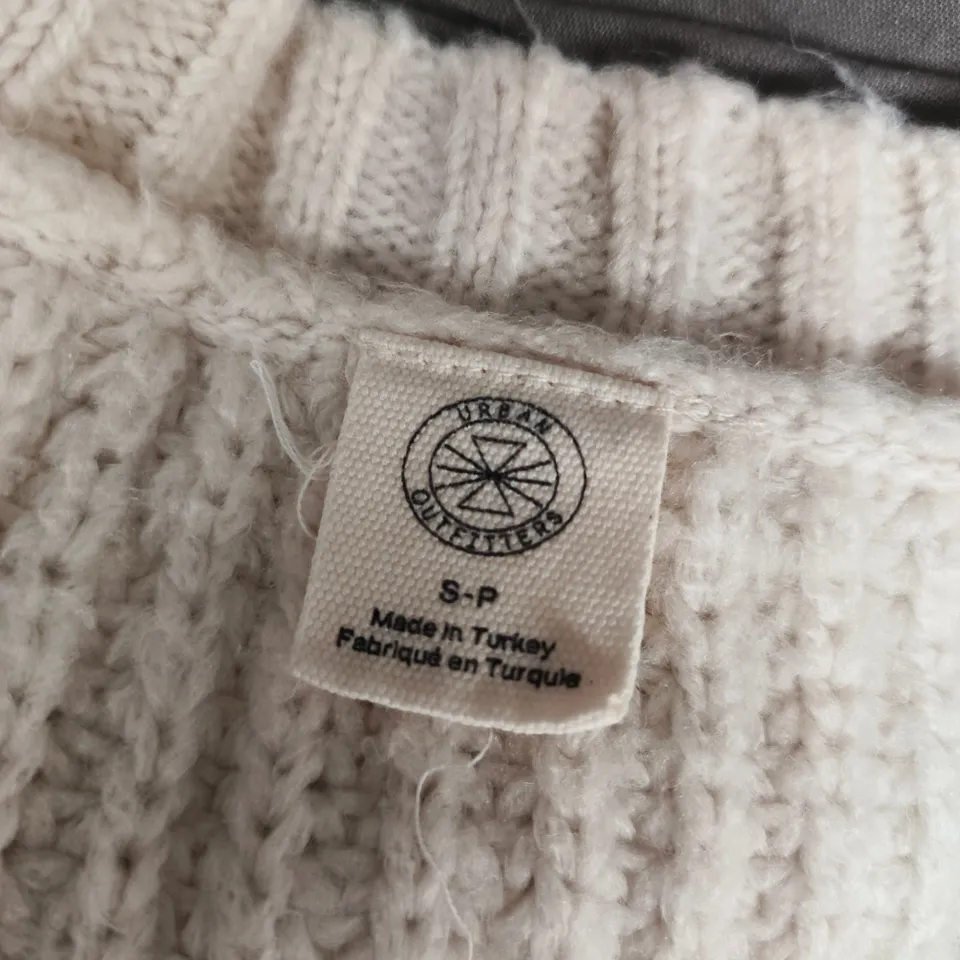 URBAN
OUTFITTERS
S-P
Made in Turkey
Fabriqué en Turquie